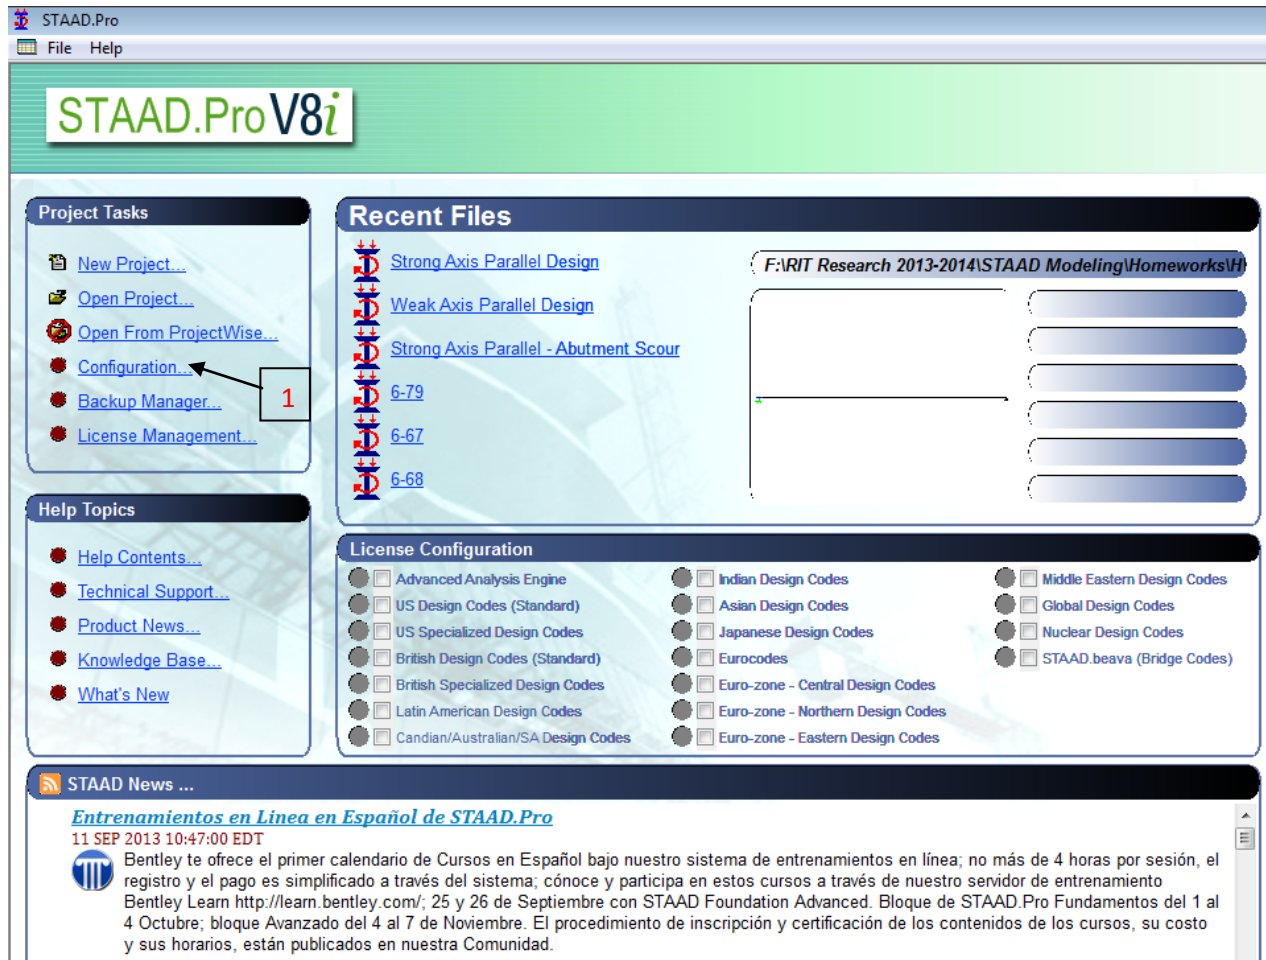 STAAD.Pro
File Help
STAAD.Pro V8i
Project Tasks
New Project...
Open Project...
Open From ProjectWise...
Configuration...
1
Backup Manager...
License Management...
Recent Files
Strong Axis Parallel Design
Weak Axis Parallel Design
Strong Axis Parallel - Abutment Scour
6-79
6-67
6-68
F:\RIT Research 2013-2014\STAAD Modeling\Homeworks\H
Help Topics
Help Contents...
Technical Support...
Product News...
Knowledge Base...
What's New
License Configuration
Advanced Analysis Engine
US Design Codes (Standard)
US Specialized Design Codes
British Design Codes (Standard)
British Specialized Design Codes
Latin American Design Codes
Candian/Australian/SA Design Codes
Indian Design Codes
Asian Design Codes
Japanese Design Codes
Eurocodes
Euro-zone - Central Design Codes
Euro-zone - Northern Design Codes
Euro-zone - Eastern Design Codes
Middle Eastern Design Codes
Global Design Codes
Nuclear Design Codes
STAAD.beava (Bridge Codes)
STAAD News ...
Entrenamientos en Linea en Español de STAAD.Pro
11 SEP 2013 10:47:00 EDT
Bentley te ofrece el primer calendario de Cursos en Español bajo nuestro sistema de entrenamientos en línea; no más de 4 horas por sesión, el
registro y el pago es simplificado a través del sistema; cónoce y participa en estos cursos a través de nuestro servidor de entrenamiento
Bentley Learn http://learn.bentley.com/; 25 y 26 de Septiembre con STAAD Foundation Advanced. Bloque de STAAD.Pro Fundamentos del 1 al
4 Octubre; bloque Avanzado del 4 al 7 de Noviembre. El procedimiento de inscripción y certificación de los contenidos de los cursos, su costo
y sus horarios, están publicados en nuestra Comunidad.